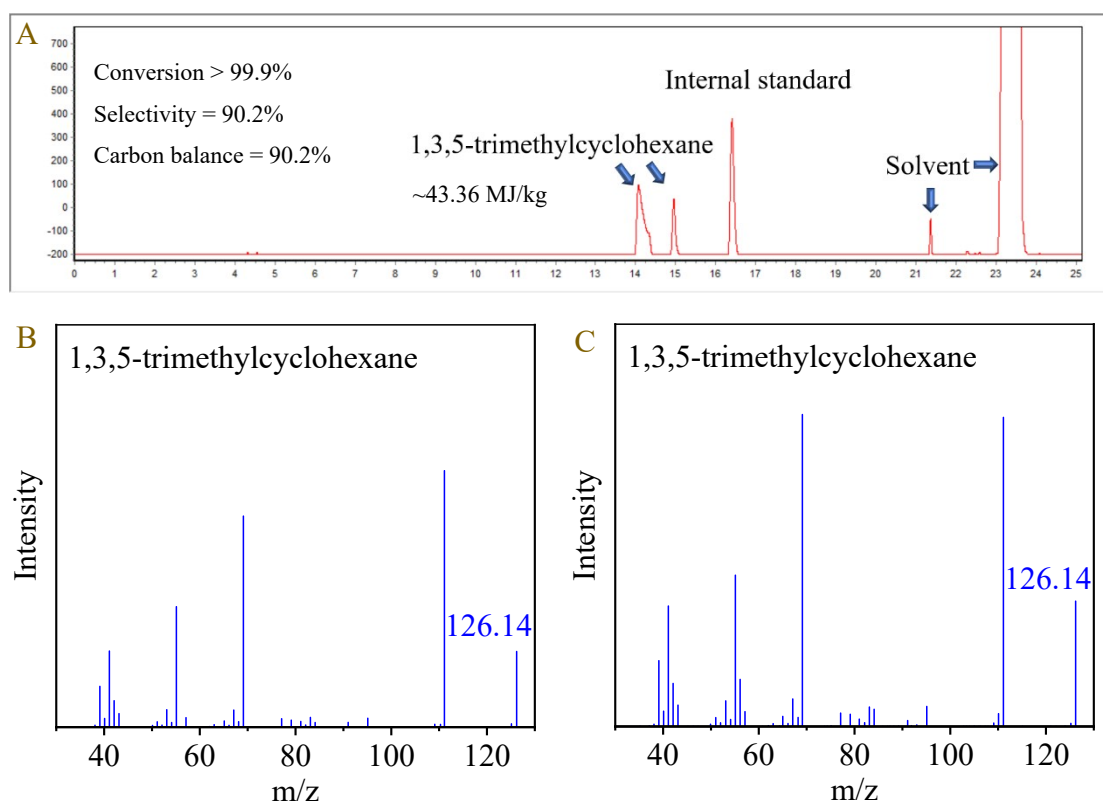 A
700
600
500
400
300
200
100
0
-100
-200
Conversion > 99.9%
Selectivity = 90.2%
Carbon balance = 90.2%
Internal standard
1,3,5-trimethylcyclohexane
~43.36 MJ/kg
Solvent
0 1 2 3 4 5 6 7 8 9 10 11 12 13 14 15 16 17 18 19 20 21 22 23 24 25
B
1,3,5-trimethylcyclohexane
Intensity
126.14
40 60 80 100 120
m/z
C
1,3,5-trimethylcyclohexane
Intensity
126.14
40 60 80 100 120
m/z